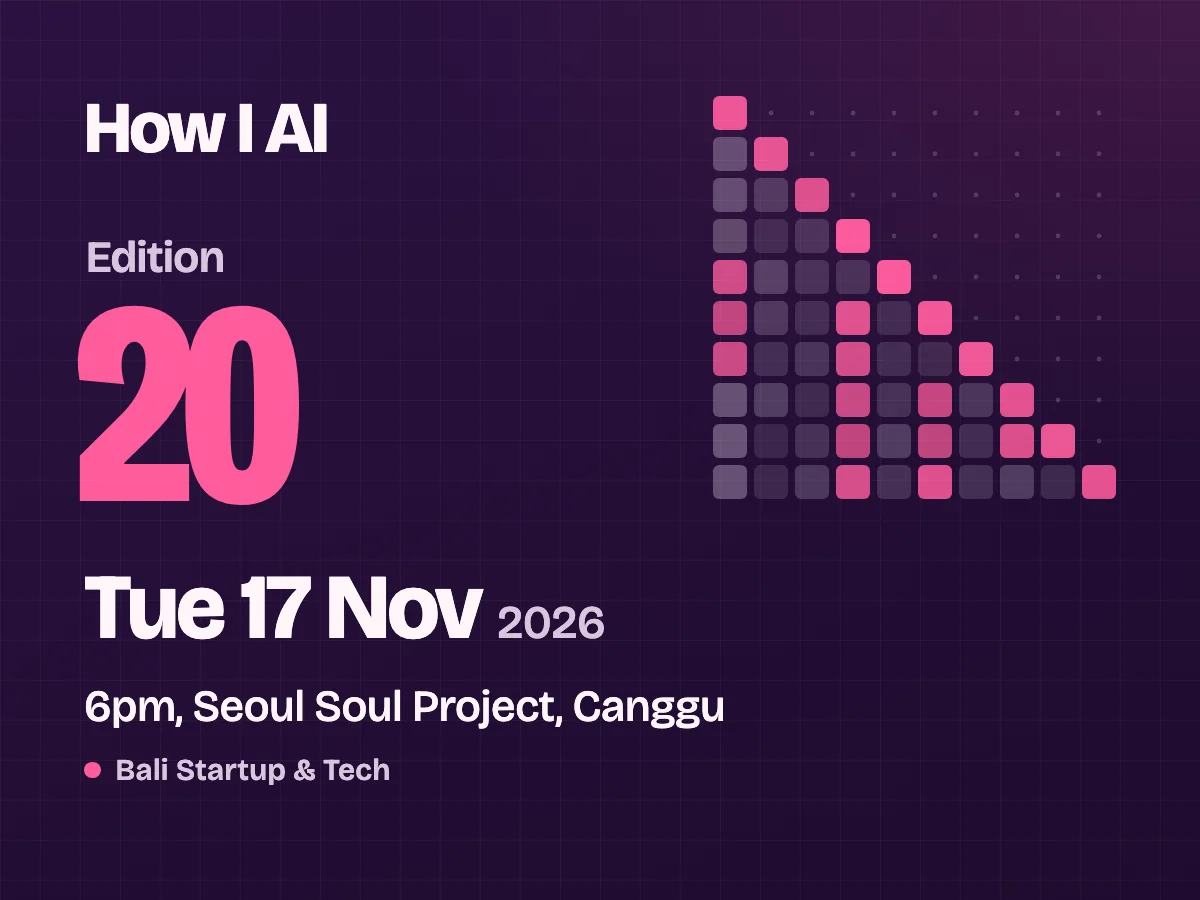 How I AI
Edition
20
Tue 17 Nov 2026
6pm, Seoul Soul Project, Canggu
Bali Startup & Tech